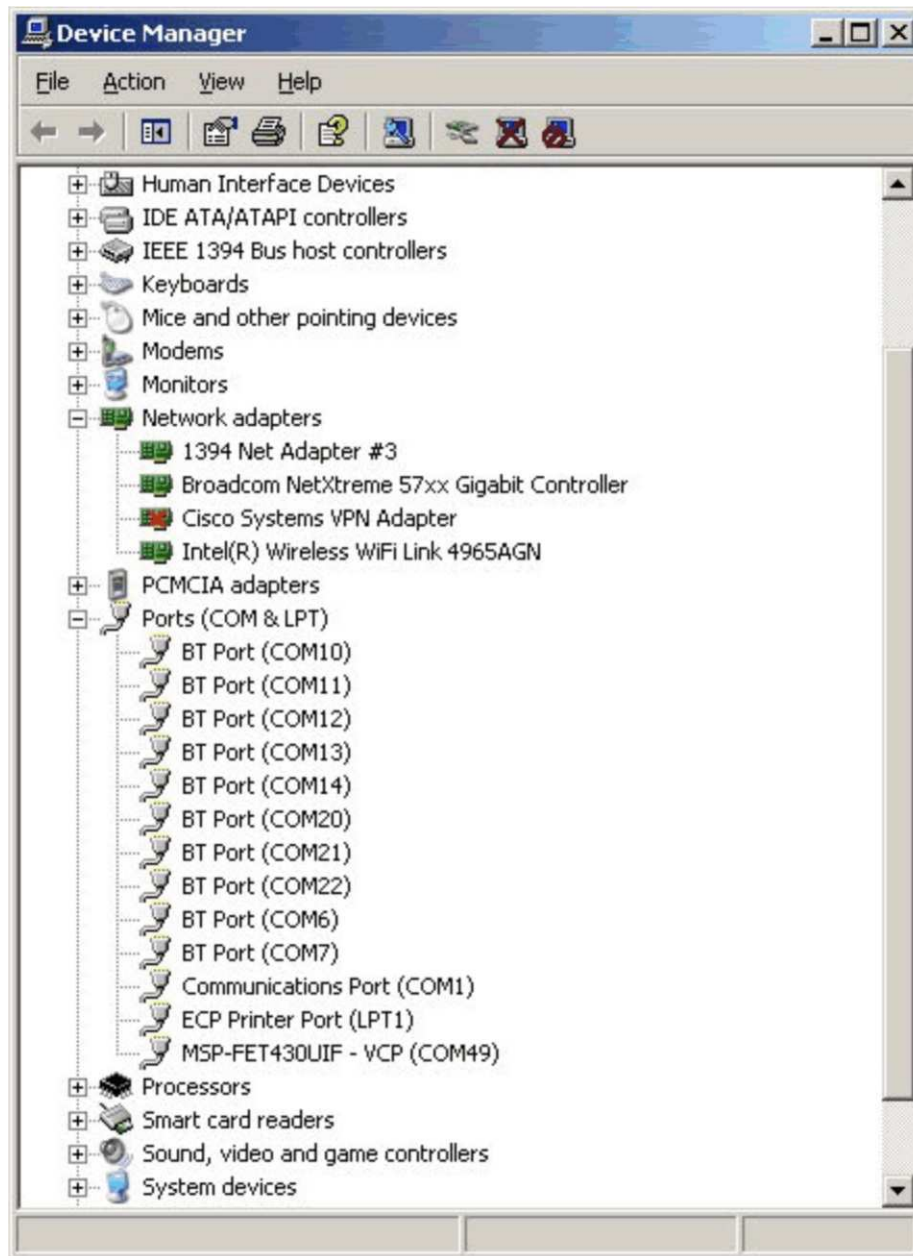 Device Manager
File Action View Help
Human Interface Devices
IDE ATA/ATAPI controllers
IEEE 1394 Bus host controllers
Keyboards
Mice and other pointing devices
Modems
Monitors
Network adapters
1394 Net Adapter #3
Broadcom NetXtreme 57xx Gigabit Controller
Cisco Systems VPN Adapter
Intel(R) Wireless WiFi Link 4965AGN
PCMCIA adapters
Ports (COM & LPT)
BT Port (COM10)
BT Port (COM11)
BT Port (COM12)
BT Port (COM13)
BT Port (COM14)
BT Port (COM20)
BT Port (COM21)
BT Port (COM22)
BT Port (COM6)
BT Port (COM7)
Communications Port (COM1)
ECP Printer Port (LPT1)
MSP-FET430UIF - VCP (COM49)
Processors
Smart card readers
Sound, video and game controllers
System devices